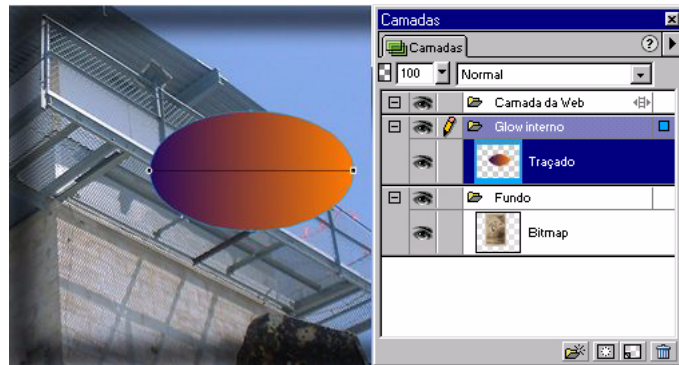 Camadas
Camadas
?
100
Normal
Camada da Web
Glow interno
Traçado
Fundo
Bitmap